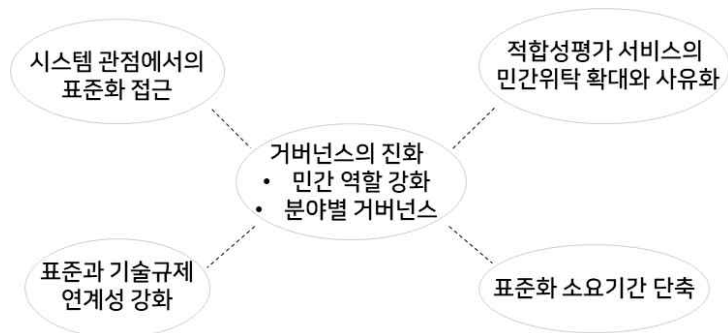 시스템 관점에서의
표준화 접근
적합성평가 서비스의
민간위탁 확대와 사유화
거버넌스의 진화
• 민간 역할 강화
• 분야별 거버넌스
표준과 기술규제
연계성 강화
표준화 소요기간 단축